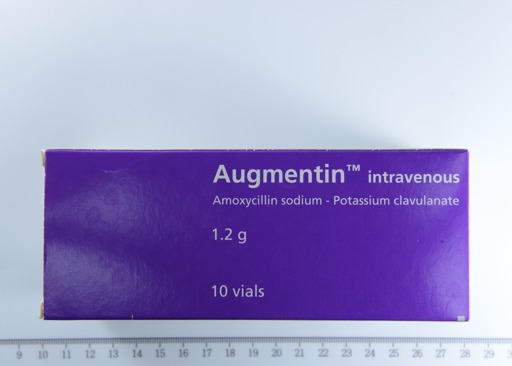 Augmentin™ intravenous
Amoxycillin sodium - Potassium clavulanate
1.2 g
10 vials
9 10 11 12 13 14 15 16 17 18 19 20 21 22 23 24 25 26 27 28 29